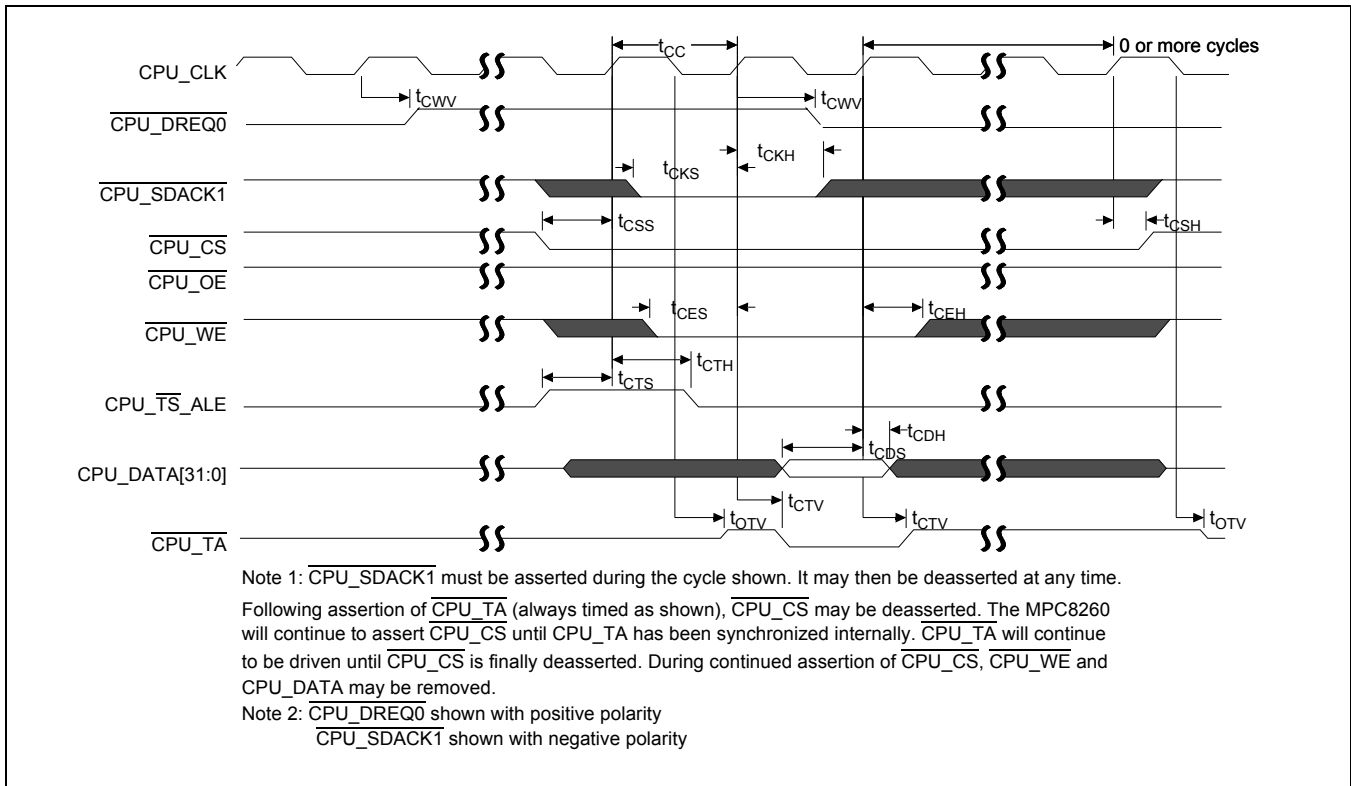 tCC
0 or more cycles
CPU_CLK
tCWV
tCWV
CPU_DREQ0
tCKH
tCKS
CPU_SDACK1
tCSS
tCSH
CPU_CS
CPU_OE
tCES
tCEH
CPU_WE
tCTH
tCTS
CPU_TS_ALE
tCDH
tCDS
CPU_DATA[31:0]
tCTV
tOTV
tCTV
tOTV
CPU_TA
Note 1: CPU_SDACK1 must be asserted during the cycle shown. It may then be deasserted at any time.
Following assertion of CPU_TA (always timed as shown), CPU_CS may be deasserted. The MPC8260
will continue to assert CPU_CS until CPU_TA has been synchronized internally. CPU_TA will continue
to be driven until CPU_CS is finally deasserted. During continued assertion of CPU_CS, CPU_WE and
CPU_DATA may be removed.
Note 2: CPU_DREQ0 shown with positive polarity
CPU_SDACK1 shown with negative polarity